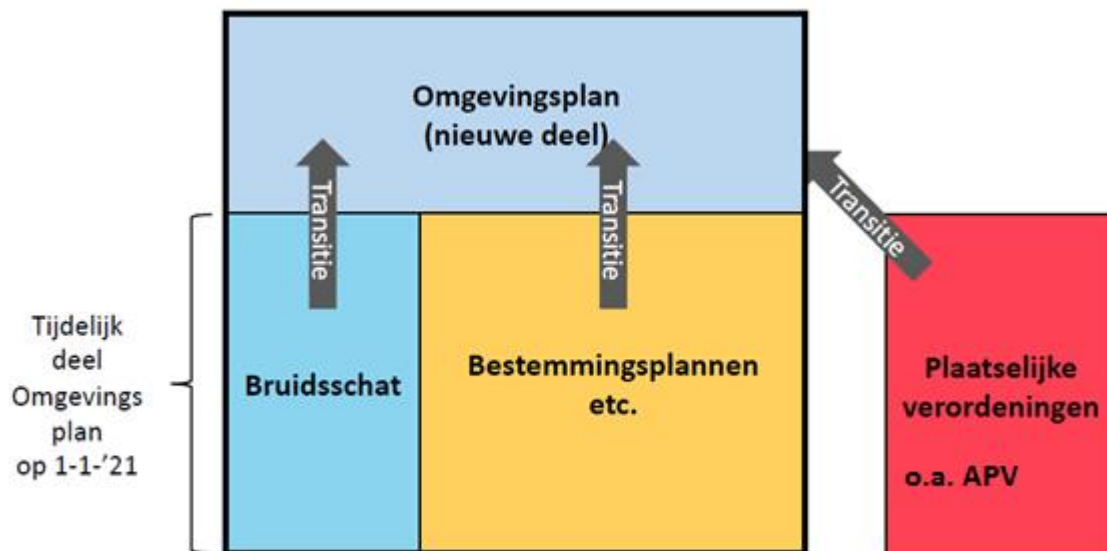 Omgevingsplan
(nieuwe deel)
Transitie
Transitie
Transitie
Tijdelijk
deel
Omgevings
plan
op 1-1-'21
Bruidsschat
Bestemmingsplannen
etc.
Plaatselijke
verordeningen
o.a. APV